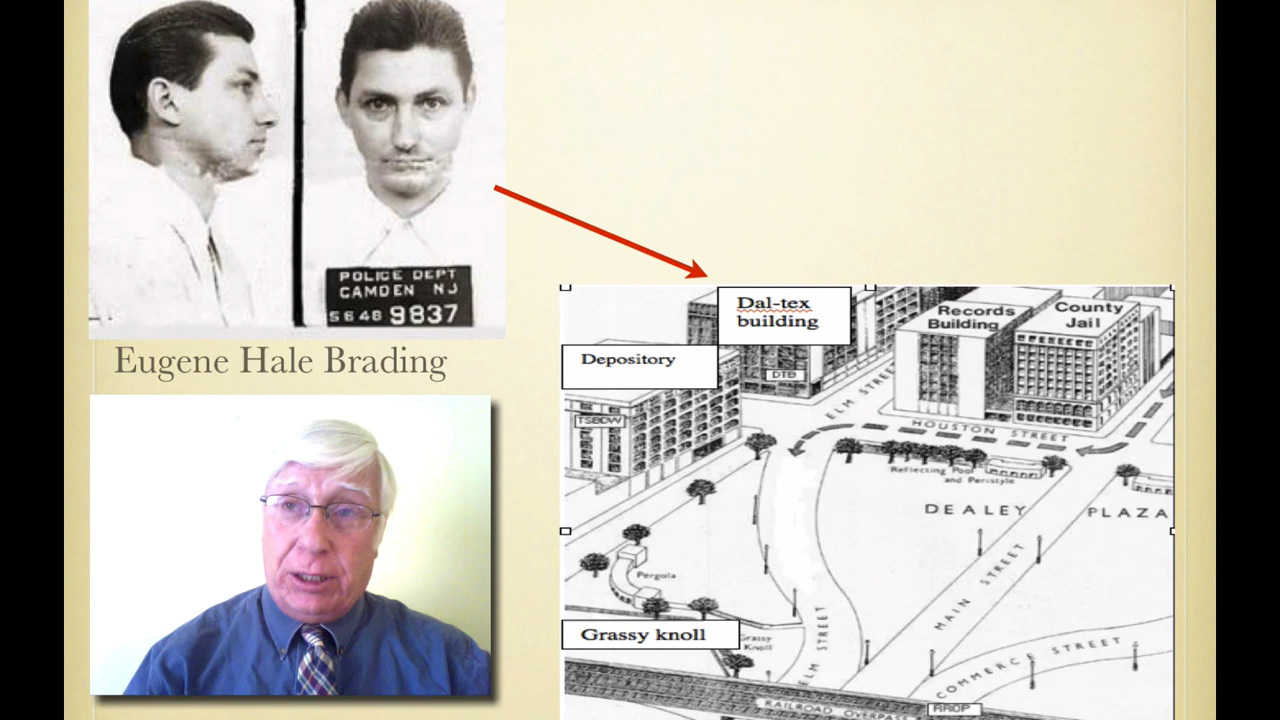 POLICE DEPT
CAMDEN NJ
5648 9837
Eugene Hale Brading
Dal-tex
building
Records
Building
County
Jail
Depository
DTB
ELM STREET
TSBDW
HOUSTON STREET
Reflecting Pool
and Peristyle
DEALEY PLAZA
Pergola
MAIN STREET
Grassy knoll
Grassy
Knoll
ELM STREET
COMMERCE STREET
RAILROAD OVERPASS
RROP